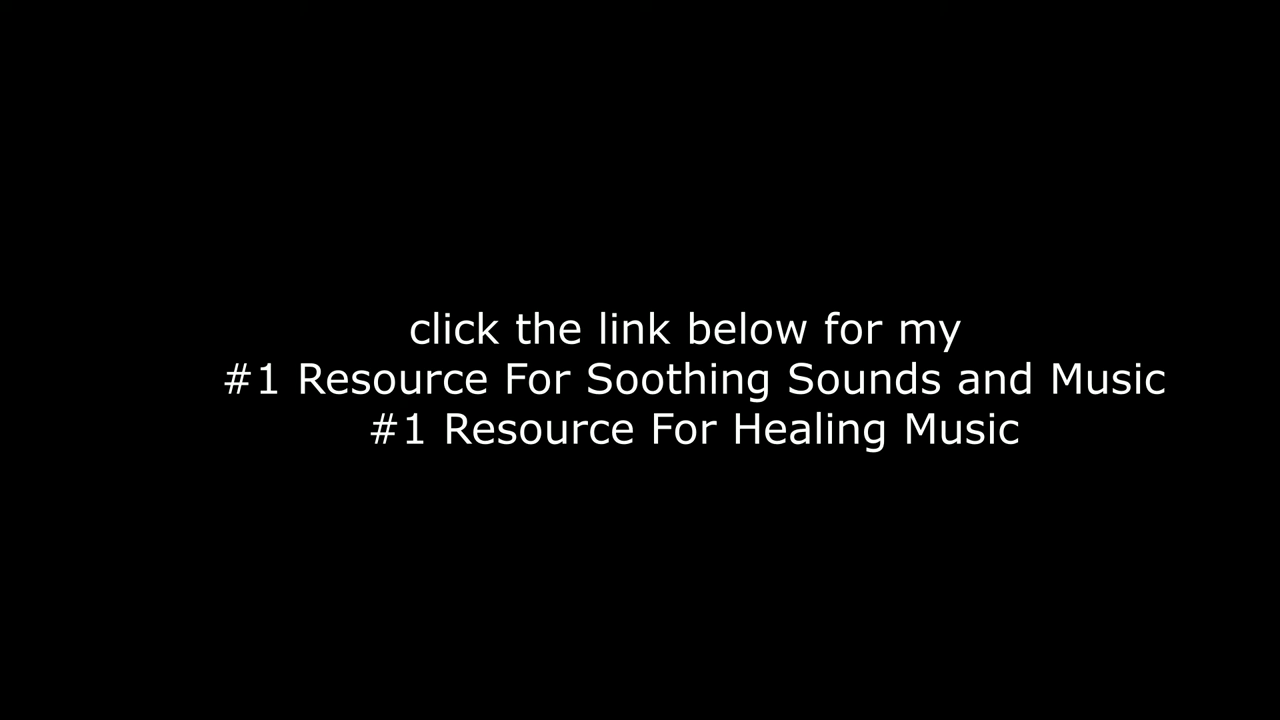 click the link below for my
#1 Resource For Soothing Sounds and Music
#1 Resource For Healing Music